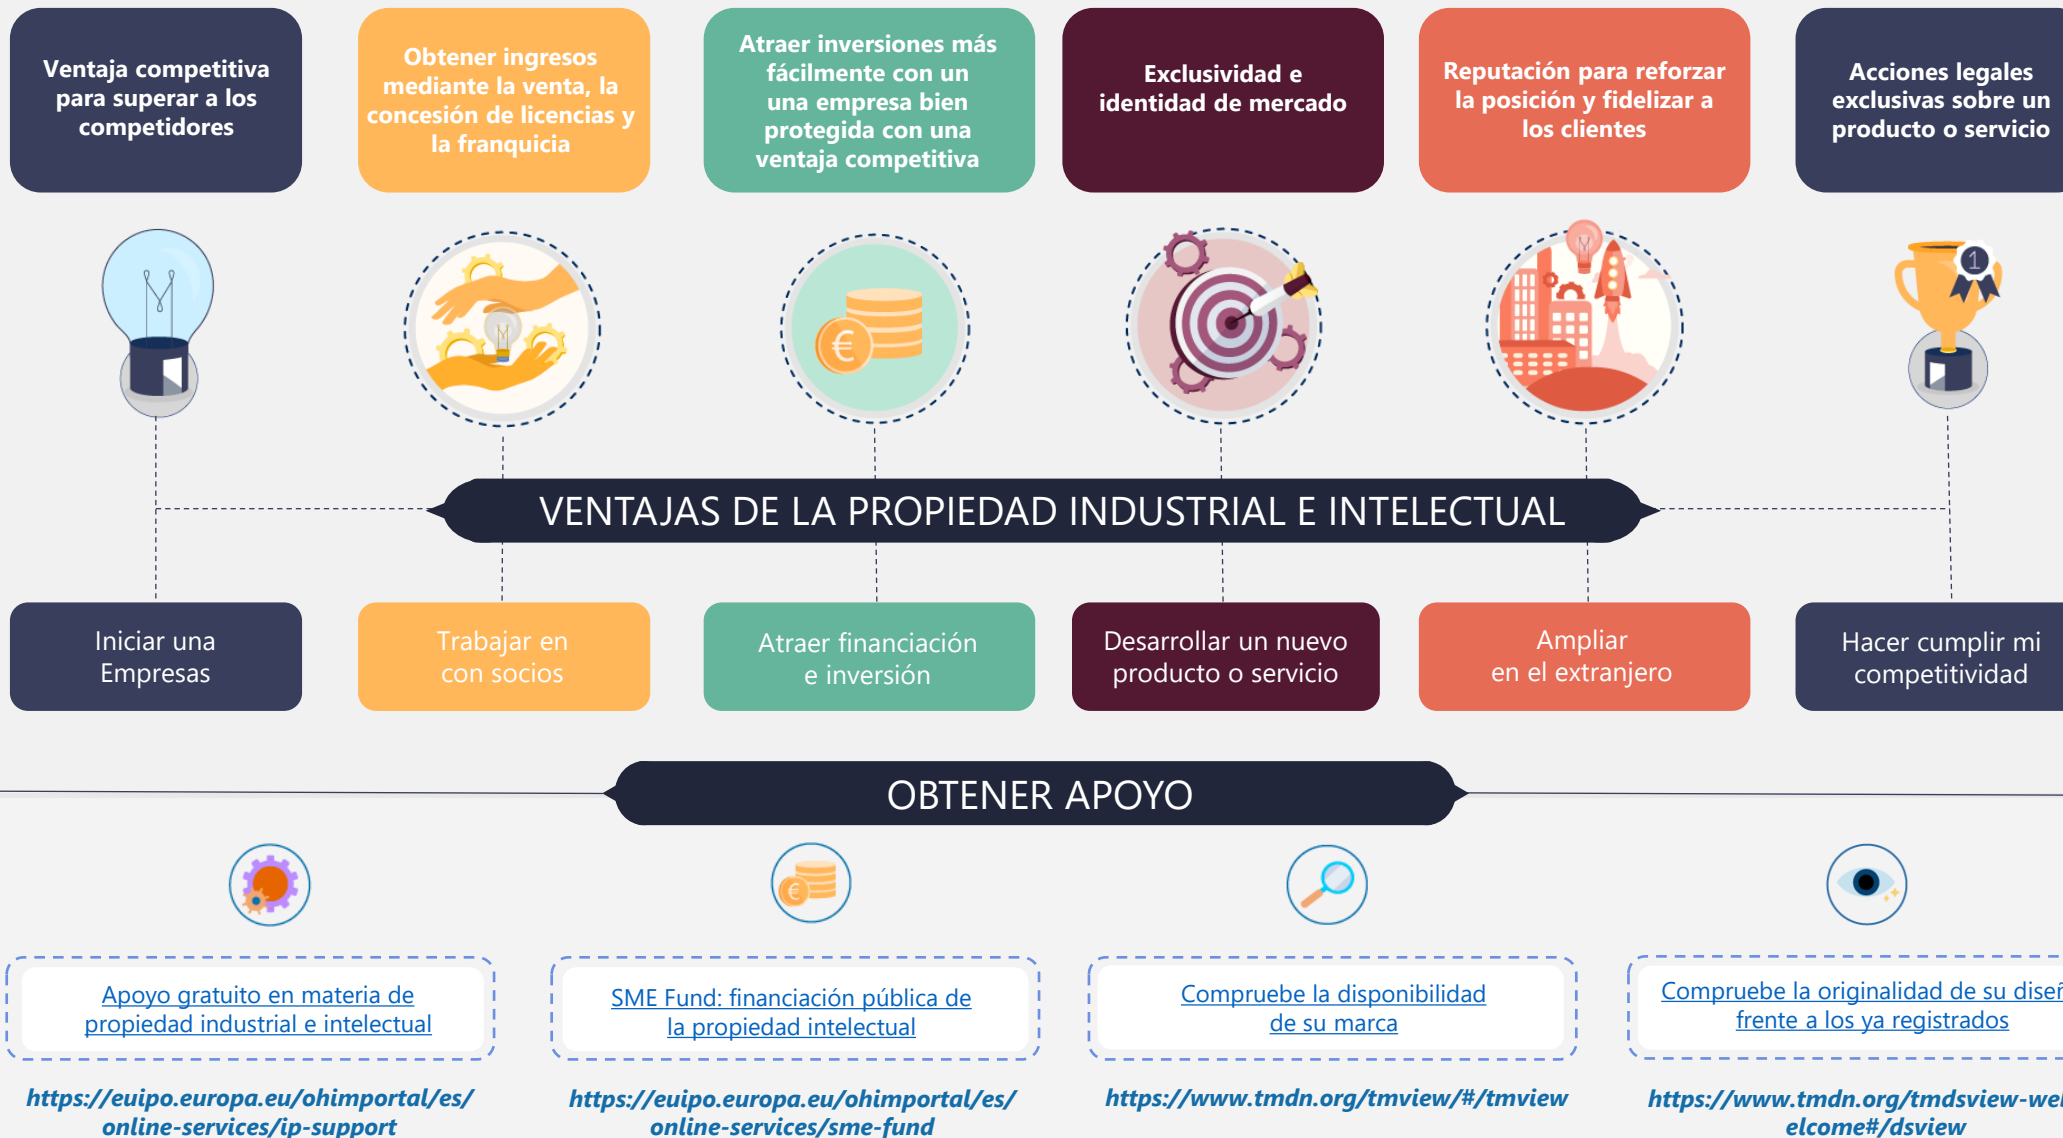 Ventaja competitiva
para superar a los
competidores
Obtener ingresos
mediante la venta, la
concesión de licencias y
la franquicia
Atraer inversiones más
fácilmente con un
una empresa bien
protegida con una
ventaja competitiva
Exclusividad e
identidad de mercado
Reputación para reforzar
la posición y fidelizar a
los clientes
Acciones legales
exclusivas sobre un
producto o servicio
1
VENTAJAS DE LA PROPIEDAD INDUSTRIAL E INTELECTUAL
Iniciar una
Empresas
Trabajar en
con socios
Atraer financiación
e inversión
Desarrollar un nuevo
producto o servicio
Ampliar
en el extranjero
Hacer cumplir mi
competitividad
OBTENER APOYO
Apoyo gratuito en materia de
propiedad industrial e intelectual
SME Fund: financiación pública de
la propiedad intelectual
Compruebe la disponibilidad
de su marca
Compruebe la originalidad de su diseñ
frente a los ya registrados
https://euipo.europa.eu/ohimportal/es/
online-services/ip-support
https://euipo.europa.eu/ohimportal/es/
online-services/sme-fund
https://www.tmdn.org/tmview/#/tmview
https://www.tmdn.org/tmdsview-we
elcome#/dsview